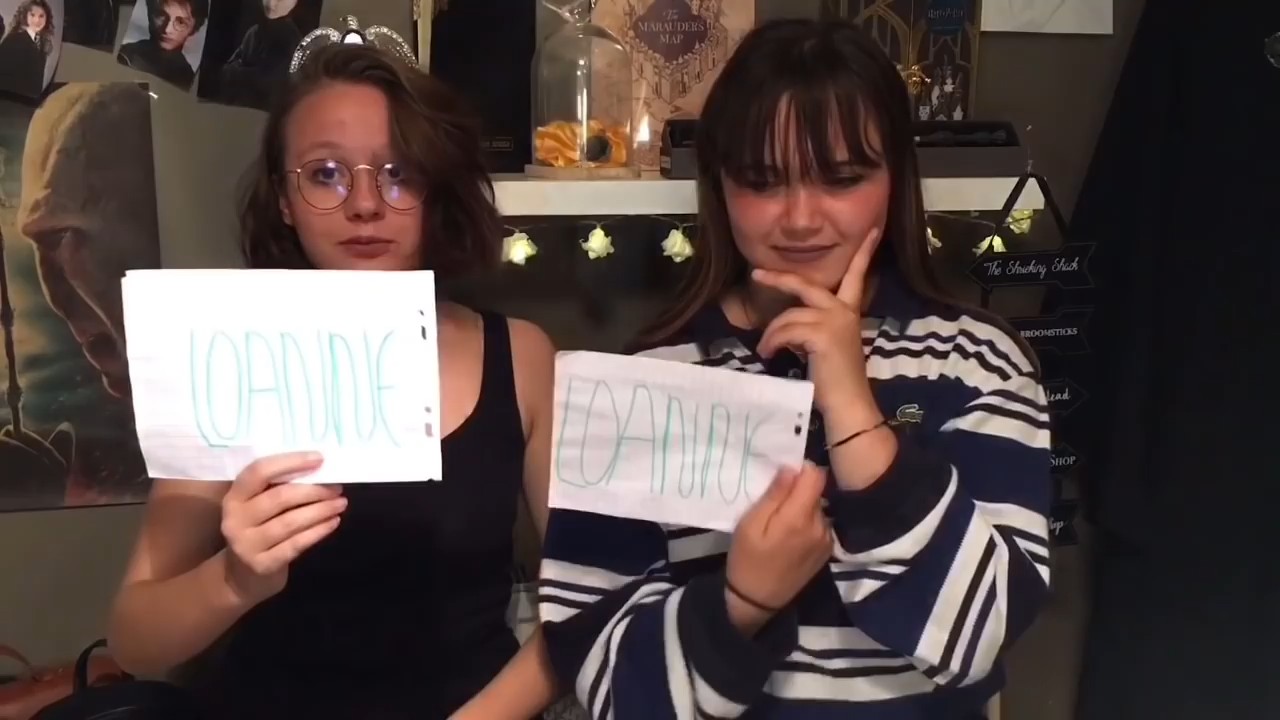 The
MARAUDER'S
MAP
The Shrieking Shack
BROOMSTICKS
SHOP
LOANNE
LOANNE